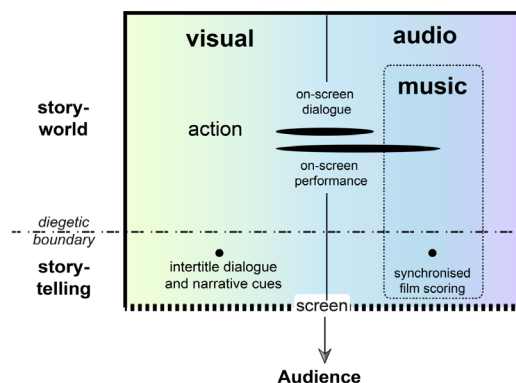 visual
audio
on-screen
dialogue
music
story-
world
action
on-screen
performance
diegetic
boundary
story-
telling
intertitle dialogue
and narrative cues
synchronised
film scoring
screen
Audience